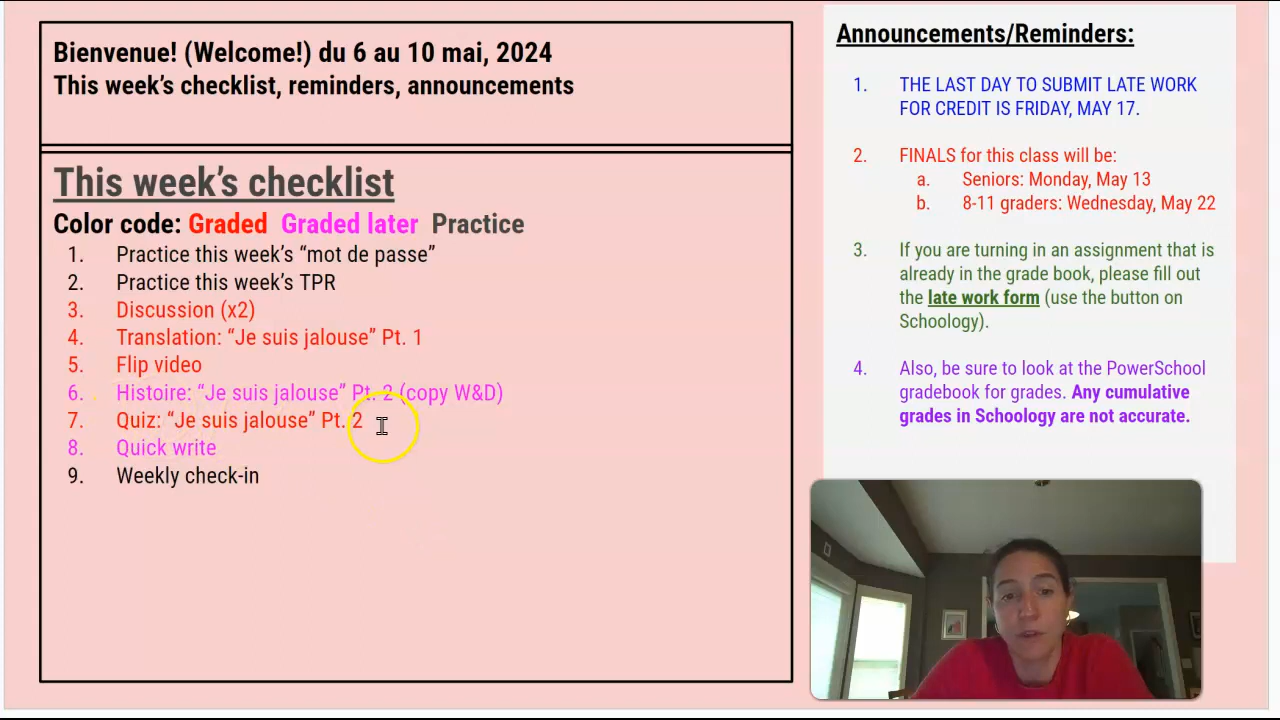 Bienvenue! (Welcome!) du 6 au 10 mai, 2024
This week's checklist, reminders, announcements
This week's checklist
Color code: Graded Graded later Practice
1. Practice this week's “mot de passe”
2. Practice this week's TPR
3. Discussion (x2)
4. Translation: “Je suis jalouse” Pt. 1
5. Flip video
6. Histoire: “Je suis jalouse” Pt. 2 (copy W&D)
7. Quiz: “Je suis jalouse” Pt. 2
8. Quick write
9. Weekly check-in
Announcements/Reminders:
1. THE LAST DAY TO SUBMIT LATE WORK
FOR CREDIT IS FRIDAY, MAY 17.
2. FINALS for this class will be:
a. Seniors: Monday, May 13
b. 8-11 graders: Wednesday, May 22
3. If you are turning in an assignment that is
already in the grade book, please fill out
the late work form (use the button on
Schoology).
4. Also, be sure to look at the PowerSchool
gradebook for grades. Any cumulative
grades in Schoology are not accurate.